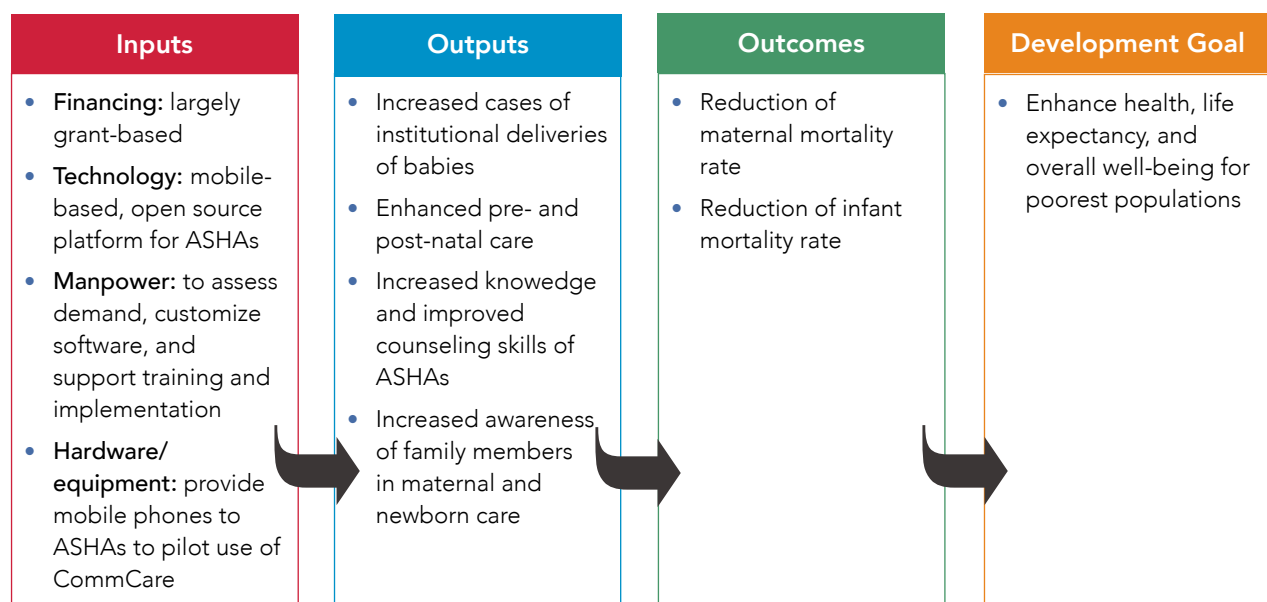 Inputs
• Financing: largely
grant-based
• Technology: mobile-
based, open source
platform for ASHAs
• Manpower: to assess
demand, customize
software, and
support training and
implementation
• Hardware/
equipment: provide
mobile phones to
ASHAs to pilot use of
CommCare
Outputs
• Increased cases of
institutional deliveries
of babies
• Enhanced pre- and
post-natal care
• Increased knowedge
and improved
counseling skills of
ASHAs
• Increased awareness
of family members
in maternal and
newborn care
Outcomes
• Reduction of
maternal mortality
rate
• Reduction of infant
mortality rate
Development Goal
• Enhance health, life
expectancy, and
overall well-being for
poorest populations